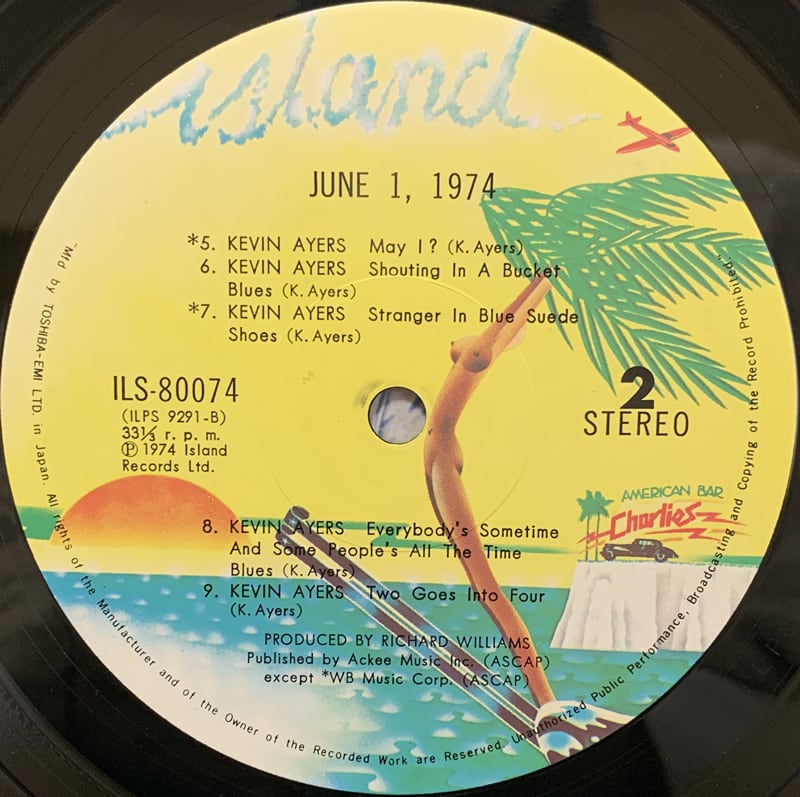 island
JUNE 1, 1974
*5. KEVIN AYERS May I? (K. Ayers)
6. KEVIN AYERS Shouting In A Bucket
Blues (K. Ayers)
*7. KEVIN AYERS Stranger In Blue Suede
Shoes (K. Ayers)
ILS-80074
(ILPS 9291-B)
33⅓ r. p. m.
Ⓟ 1974 Island
Records Ltd.
2
STEREO
AMERICAN BAR
Charlies
8. KEVIN AYERS Everybody's Sometime
And Some People's All The Time
Blues (K. Ayers)
9. KEVIN AYERS Two Goes Into Four
(K. Ayers)
PRODUCED BY RICHARD WILLIAMS
Published by Ackee Music Inc. (ASCAP)
except *WB Music Corp. (ASCAP)
"Mfd. by TOSHIBA-EMI LTD. in Japan. All rights of the Manufacturer and of the Owner of the Recorded Work are Reserved. Unauthorized Public Performance, Broadcasting and Copying of the Record Prohibited."